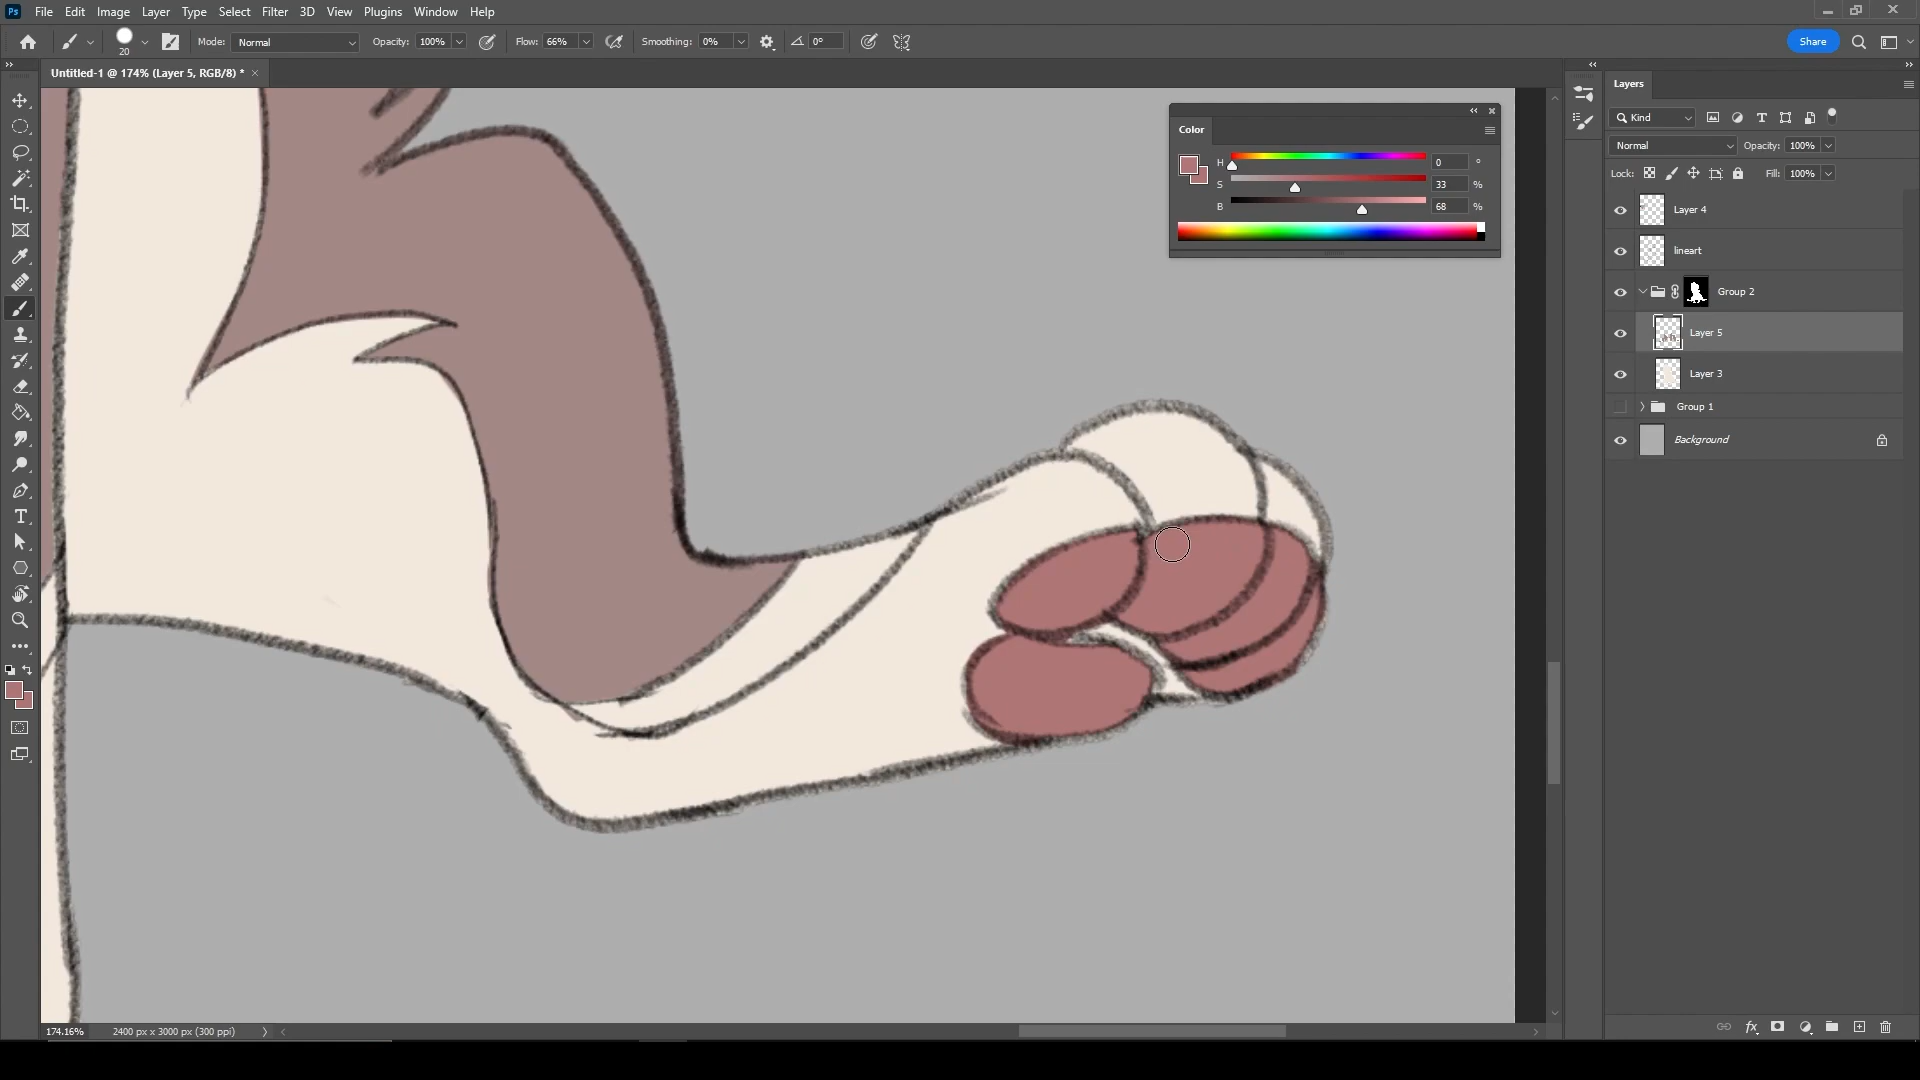 Ps File Edit Image Layer Type Select Filter 3D View Plugins Window Help
20 Mode: Normal Opacity: 100% Flow: 66% Smoothing: 0% 0° Share
Untitled-1 @ 174% (Layer 5, RGB/8) *
Layers
Kind
Normal Opacity: 100%
Lock: Fill: 100%
Layer 4
lineart
Group 2
Layer 5
Layer 3
Group 1
Background
Color
H 0 °
S 33 %
B 68 %
174.16% 2400 px x 3000 px (300 ppi)
fx